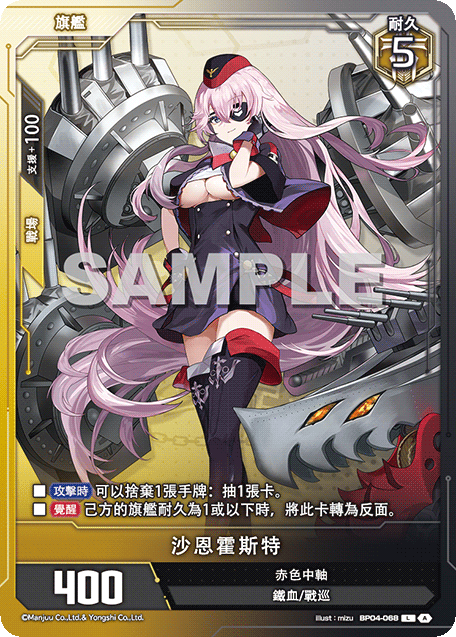 旗艦
耐久
5
支援+100
戰場
SAMPLE
攻擊時 可以捨棄1張手牌：抽1張卡。
覺醒 己方的旗艦耐久為1或以下時，將此卡轉為反面。
沙恩霍斯特
400
赤色中軸
鐵血/戰巡
©Manjuu Co.,Ltd.& Yongshi Co.,Ltd.
illust : mizu BP04-068 L A